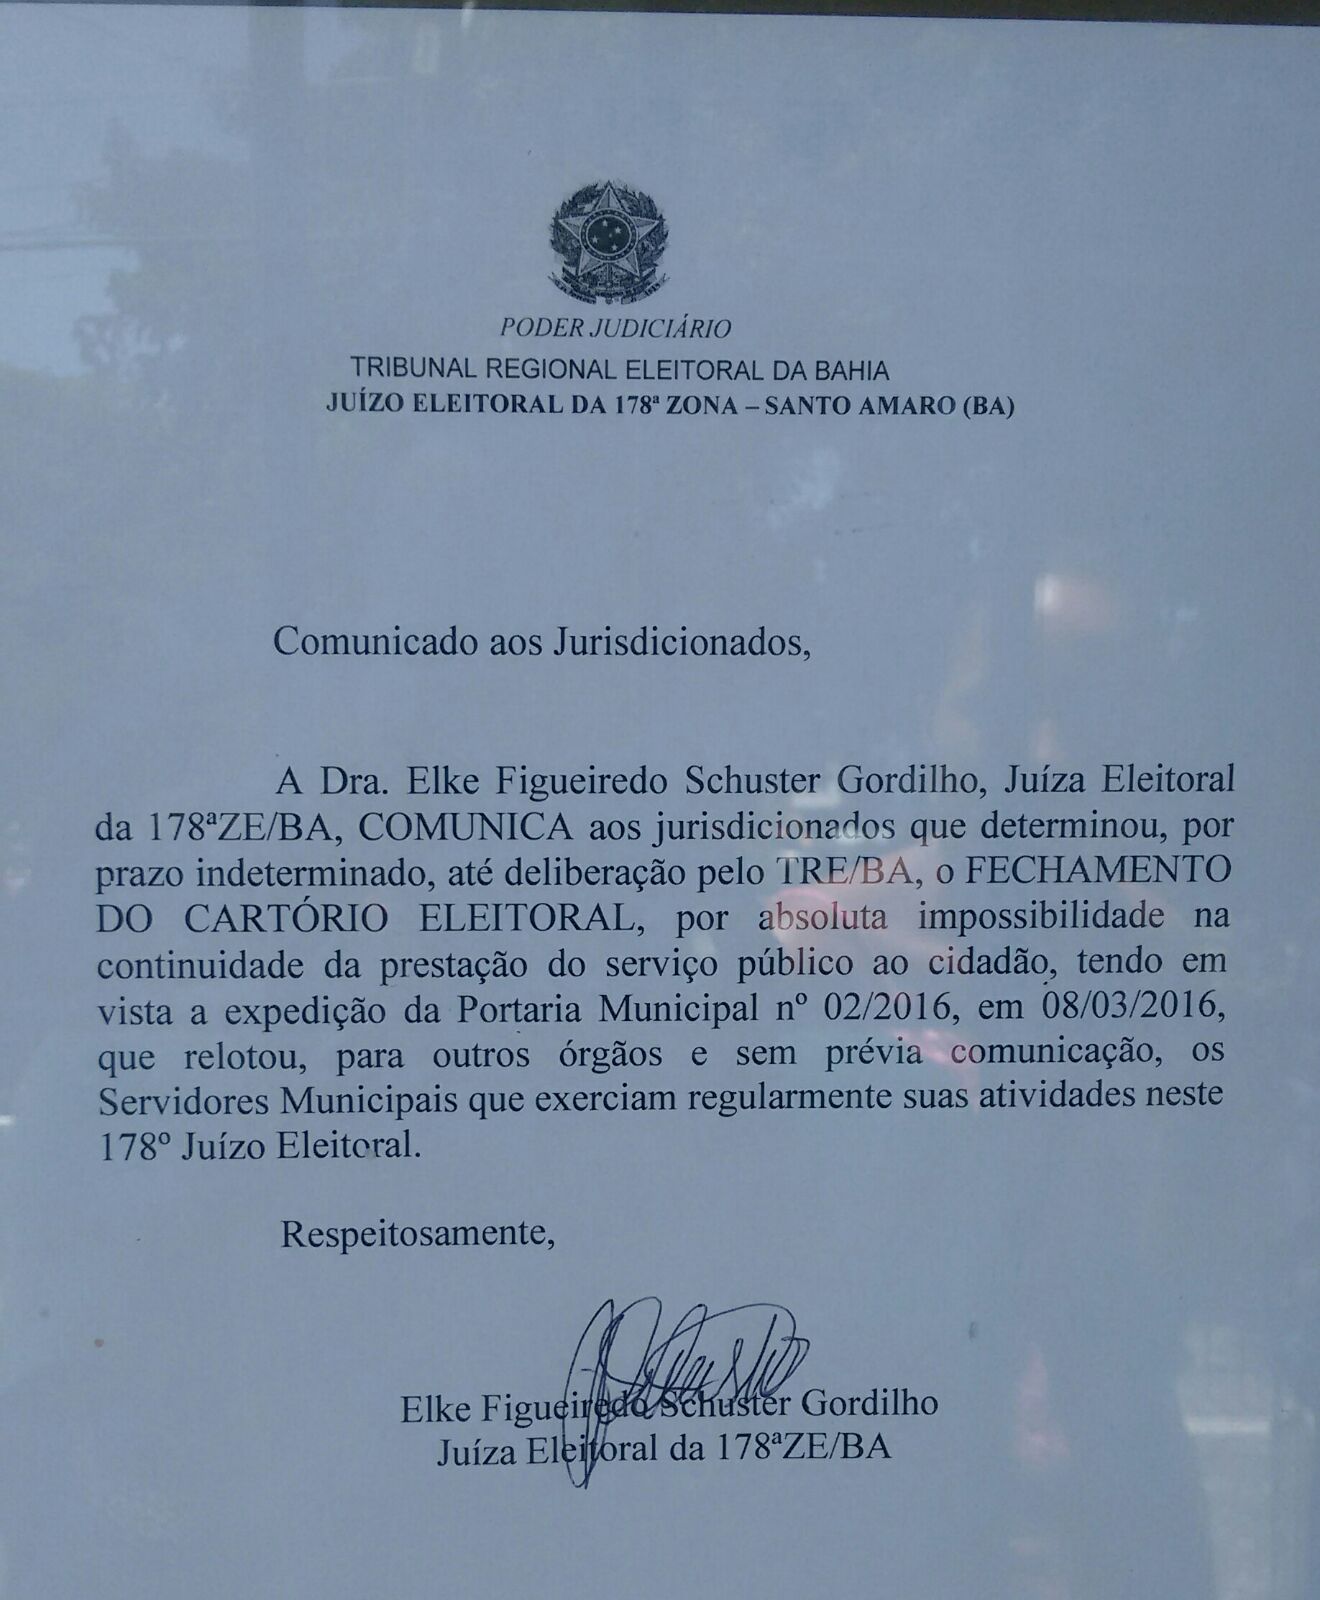 PODER JUDICIÁRIO
TRIBUNAL REGIONAL ELEITORAL DA BAHIA
JUÍZO ELEITORAL DA 178ª ZONA – SANTO AMARO (BA)
Comunicado aos Jurisdicionados,
A Dra. Elke Figueiredo Schuster Gordilho, Juíza Eleitoral
da 178ªZE/BA, COMUNICA aos jurisdicionados que determinou, por
prazo indeterminado, até deliberação pelo TRE/BA, o FECHAMENTO
DO CARTÓRIO ELEITORAL, por absoluta impossibilidade na
continuidade da prestação do serviço público ao cidadão, tendo em
vista a expedição da Portaria Municipal nº 02/2016, em 08/03/2016,
que relotou, para outros órgãos e sem prévia comunicação, os
Servidores Municipais que exerciam regularmente suas atividades neste
178º Juízo Eleitoral.
Respeitosamente,
Elke Figueiredo Schuster Gordilho
Juíza Eleitoral da 178ªZE/BA